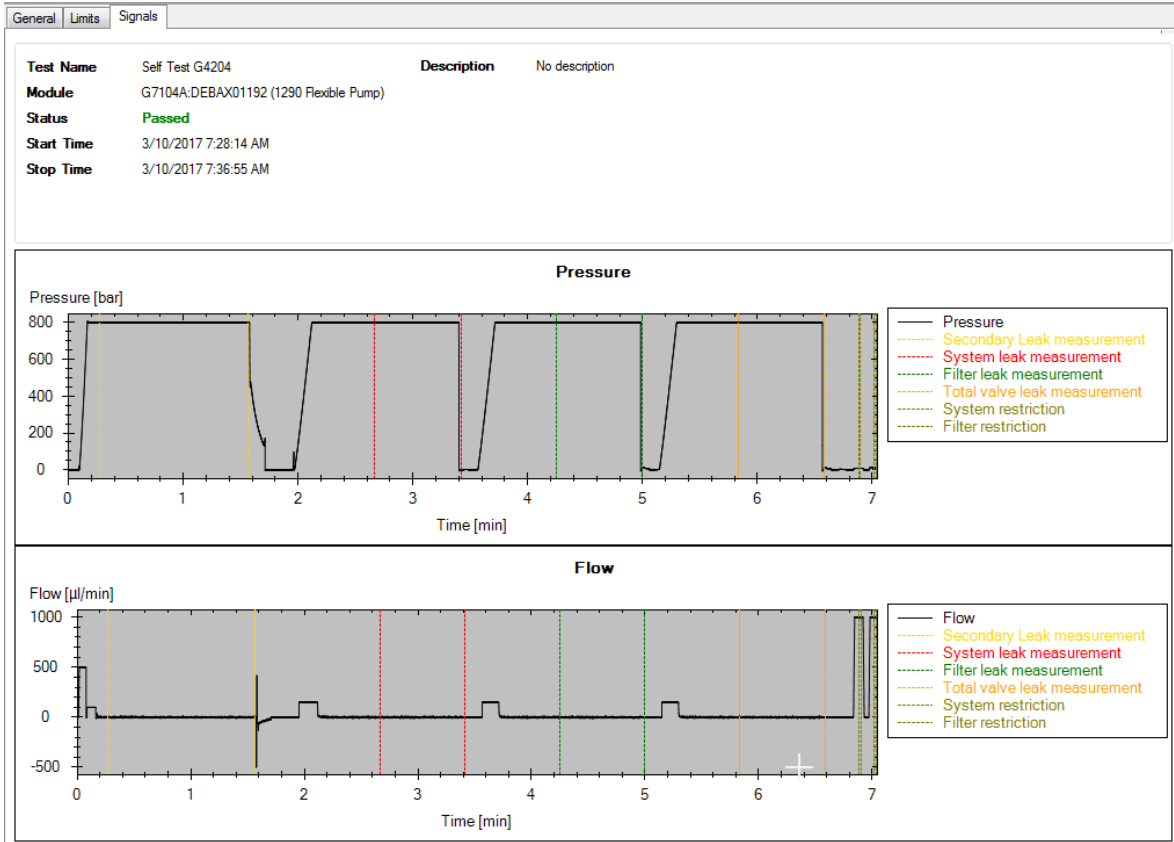 General Limits Signals
Test Name Self Test G4204 Description No description
Module G7104A:DEBAX01192 (1290 Flexible Pump)
Status Passed
Start Time 3/10/2017 7:28:14 AM
Stop Time 3/10/2017 7:36:55 AM
Pressure
Pressure [bar]
800
600
400
200
0
0 1 2 3 4 5 6 7
Time [min]
Pressure
Secondary Leak measurement
System leak measurement
Filter leak measurement
Total valve leak measurement
System restriction
Filter restriction
Flow
Flow [µl/min]
1000
500
0
-500
0 1 2 3 4 5 6 7
Time [min]
Flow
Secondary Leak measurement
System leak measurement
Filter leak measurement
Total valve leak measurement
System restriction
Filter restriction